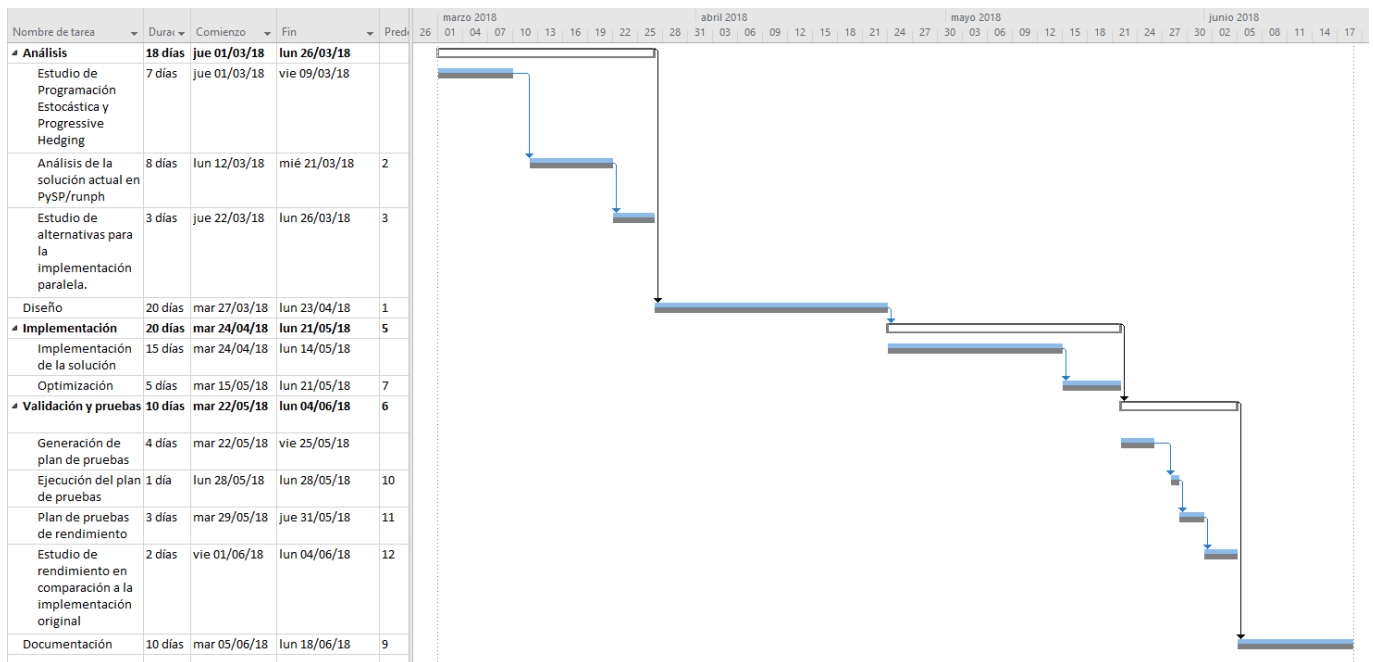 marzo 2018 abril 2018 mayo 2018 junio 2018
Nombre de tarea Durac Comienzo Fin Prede 26 01 04 07 10 13 16 19 22 25 28 31 03 06 09 12 15 18 21 24 27 30 03 06 09 12 15 18 21 24 27 30 02 05 08 11 14 17
Análisis 18 días jue 01/03/18 lun 26/03/18
Estudio de 7 días jue 01/03/18 vie 09/03/18
Programación
Estocástica y
Progressive
Hedging
Análisis de la 8 días lun 12/03/18 mié 21/03/18 2
solución actual en
PySP/runph
Estudio de 3 días jue 22/03/18 lun 26/03/18 3
alternativas para
la
implementación
paralela.
Diseño 20 días mar 27/03/18 lun 23/04/18 1
Implementación 20 días mar 24/04/18 lun 21/05/18 5
Implementación 15 días mar 24/04/18 lun 14/05/18
de la solución
Optimización 5 días mar 15/05/18 lun 21/05/18 7
Validación y pruebas 10 días mar 22/05/18 lun 04/06/18 6
Generación de 4 días mar 22/05/18 vie 25/05/18
plan de pruebas
Ejecución del plan 1 día lun 28/05/18 lun 28/05/18 10
de pruebas
Plan de pruebas 3 días mar 29/05/18 jue 31/05/18 11
de rendimiento
Estudio de 2 días vie 01/06/18 lun 04/06/18 12
rendimiento en
comparación a la
implementación
original
Documentación 10 días mar 05/06/18 lun 18/06/18 9